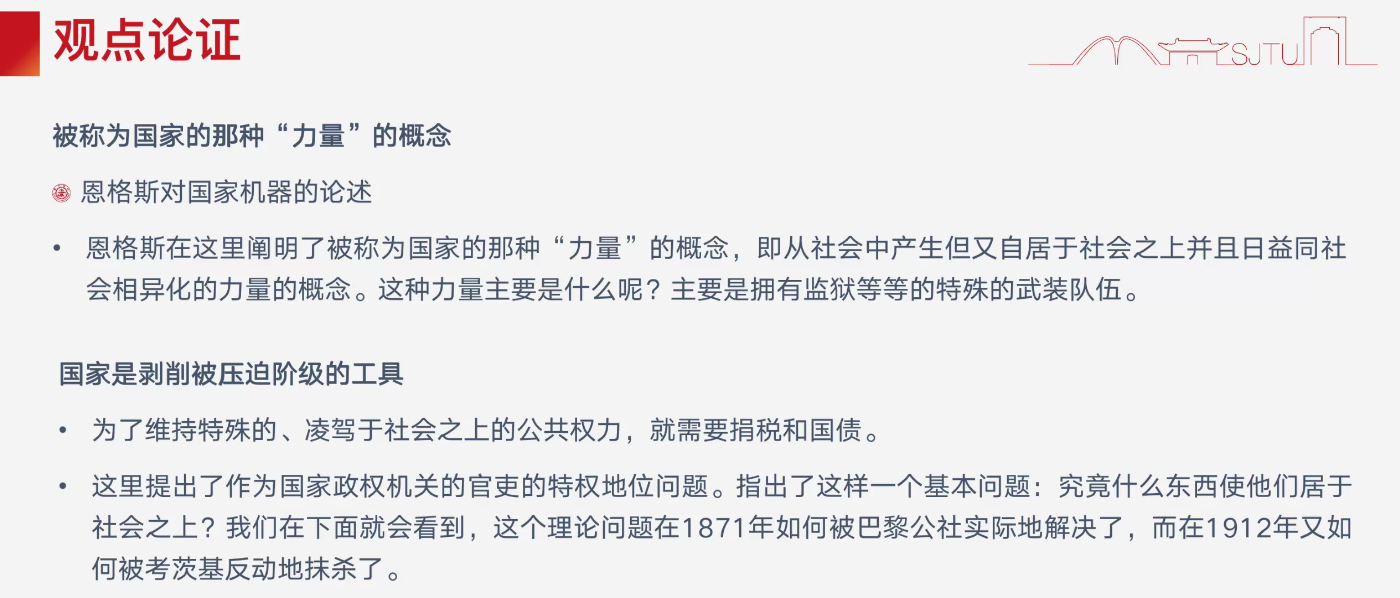 观点论证
SJTU
被称为国家的那种“力量”的概念
恩格斯对国家机器的论述
• 恩格斯在这里阐明了被称为国家的那种“力量”的概念，即从社会中产生但又自居于社会之上并且日益同社
会相异化的力量的概念。这种力量主要是什么呢？主要是拥有监狱等等的特殊的武装队伍。
国家是剥削被压迫阶级的工具
• 为了维持特殊的、凌驾于社会之上的公共权力，就需要捐税和国债。
• 这里提出了作为国家政权机关的官吏的特权地位问题。指出了这样一个基本问题：究竟什么东西使他们居于
社会之上？我们在下面就会看到，这个理论问题在1871年如何被巴黎公社实际地解决了，而在1912年又如
何被考茨基反动地抹杀了。